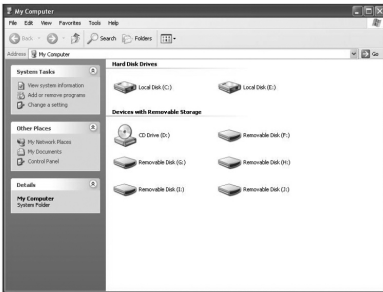 My Computer
File Edit View Favorites Tools Help
Back Search Folders
Address My Computer Go
System Tasks
View system information
Add or remove programs
Change a setting
Other Places
My Network Places
My Documents
Control Panel
Details
My Computer
System Folder
Hard Disk Drives
Local Disk (C:) Local Disk (E:)
Devices with Removable Storage
CD Drive (D:) Removable Disk (F:)
Removable Disk (G:) Removable Disk (H:)
Removable Disk (I:) Removable Disk (J:)